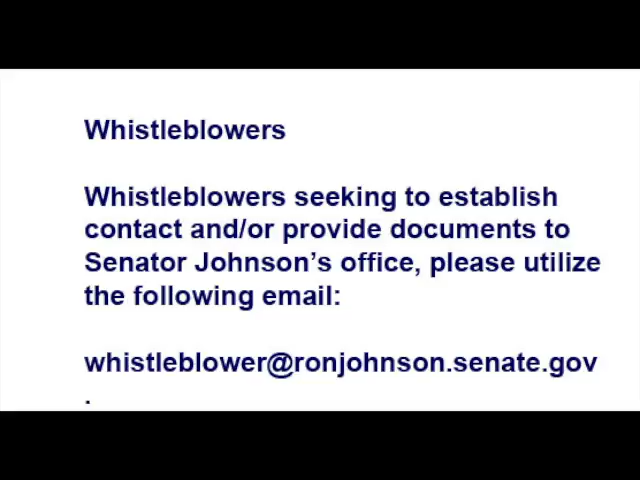 Whistleblowers
Whistleblowers seeking to establish
contact and/or provide documents to
Senator Johnson’s office, please utilize
the following email:
whistleblower@ronjohnson.senate.gov
.